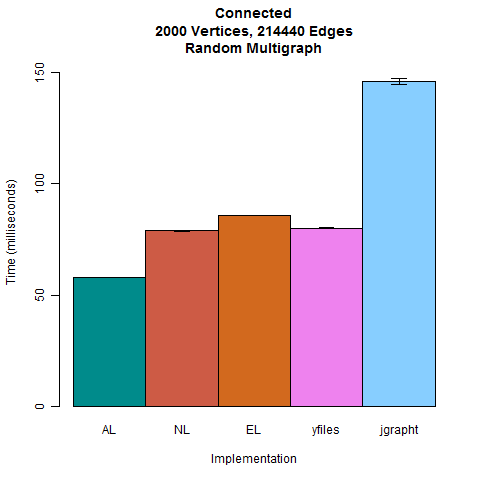 Connected
2000 Vertices, 214440 Edges
Random Multigraph
Time (milliseconds)
150
100
50
0
AL NL EL yfiles jgrapht
Implementation